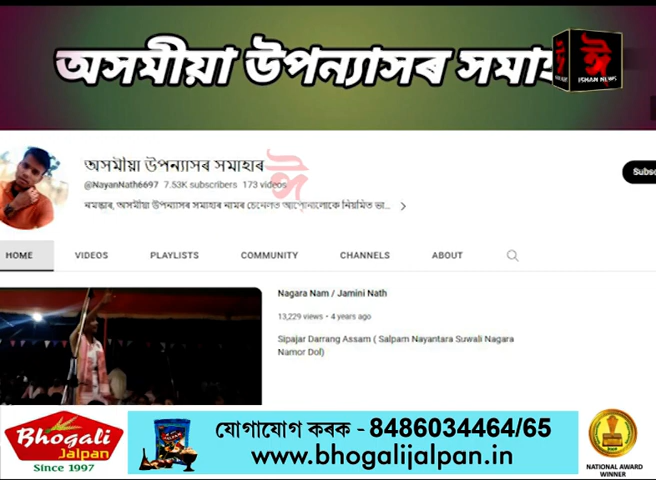 অসমীয়া উপন্যাসৰ সমাহ
ISHAN NEWS
অসমীয়া উপন্যাসৰ সমাহাৰ
@NayanNath6697 7.53K subscribers 173 videos
নমস্কাৰ, অসমীয়া উপন্যাসৰ সমাহাৰ নামৰ চেনেলত আপোনালোকে নিয়মিত ভা...
Subsc
HOME VIDEOS PLAYLISTS COMMUNITY CHANNELS ABOUT
Nagara Nam / Jamini Nath
13,229 views • 4 years ago
Sipajar Darrang Assam ( Salpam Nayantara Suwali Nagara
Namor Dol)
Bhogali
Jalpan
Since 1997
যোগাযোগ কৰক - 8486034464/65
www.bhogalijalpan.in
NATIONAL AWARD
WINNER